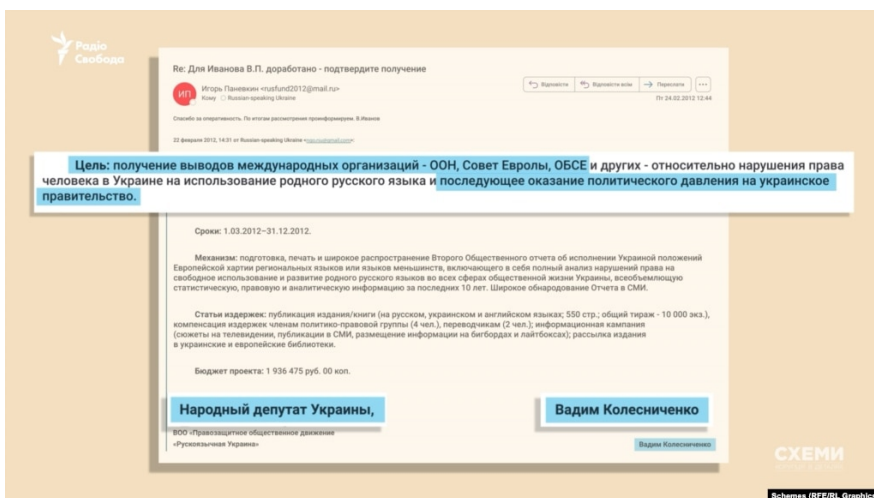 Радіо
Свобода
Re: Для Иванова В.П. доработано - подтвердите получение
ИП
Игорь Паневкин <rusfund2012@mail.ru>
Кому Russian-speaking Ukraine
Відповісти
Відповісти всім
Переслати
Пт 24.02.2012 12:44
Спасибо за оперативность. По итогам рассмотрения проинформируем. В.Иванов
22 февраля 2012, 14:31 от Russian-speaking Ukraine
Цель: получение выводов международных организаций - ООН, Совет Европы, ОБСЕ и других - относительно нарушения права
человека в Украине на использование родного русского языка и последующее оказание политического давления на украинское
правительство.
Сроки: 1.03.2012–31.12.2012.
Механизм: подготовка, печать и широкое распространение Второго Общественного отчета об исполнении Украиной положений
Европейской хартии региональных языков или языков меньшинств, включающего в себя полный анализ нарушений права на
свободное использование и развитие родного русского языка во всех сферах общественной жизни Украины, всеобъемлющую
статистическую, правовую и аналитическую информацию за последних 10 лет. Широкое обнародование Отчета в СМИ.
Статьи издержек: публикация издания/книги (на русском, украинском и английском языках; 550 стр.; общий тираж - 10 000 экз.),
компенсация издержек членам политико-правовой группы (4 чел.), переводчикам (2 чел.); информационная кампания
(сюжеты на телевидении, публикации в СМИ, размещение информации на бигбордах и лайтбоксах); рассылка издания
в украинские и европейские библиотеки.
Бюджет проекта: 1 936 475 руб. 00 коп.
Народный депутат Украины,
Вадим Колесниченко
ВОО «Правозащитное общественное движение
«Рускоязычная Украина»
Вадим Колесниченко
СХЕМИ
Schemes (RFE/RL Graphics